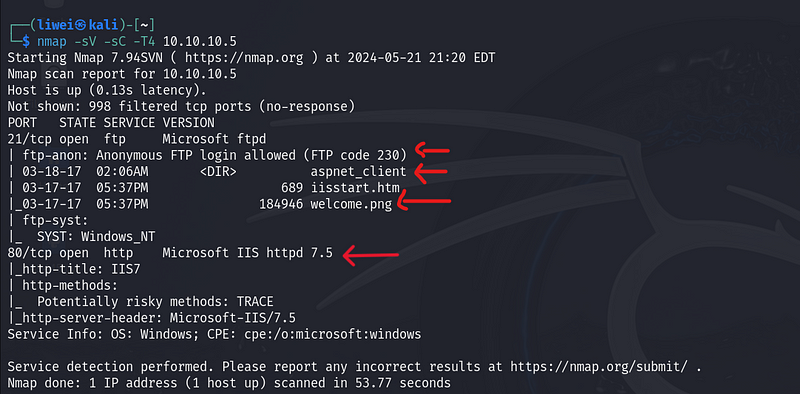 ┌──(liwei㉿kali)-[~]
└─$ nmap -sV -sC -T4 10.10.10.5
Starting Nmap 7.94SVN ( https://nmap.org ) at 2024-05-21 21:20 EDT
Nmap scan report for 10.10.10.5
Host is up (0.13s latency).
Not shown: 998 filtered tcp ports (no-response)
PORT   STATE SERVICE VERSION
21/tcp open  ftp     Microsoft ftpd
| ftp-anon: Anonymous FTP login allowed (FTP code 230)
| 03-18-17  02:06AM       <DIR>          aspnet_client
| 03-17-17  05:37PM                  689 iisstart.htm
|_03-17-17  05:37PM               184946 welcome.png
| ftp-syst:
|_  SYST: Windows_NT
80/tcp open  http    Microsoft IIS httpd 7.5
|_http-title: IIS7
| http-methods:
|_  Potentially risky methods: TRACE
|_http-server-header: Microsoft-IIS/7.5
Service Info: OS: Windows; CPE: cpe:/o:microsoft:windows

Service detection performed. Please report any incorrect results at https://nmap.org/submit/ .
Nmap done: 1 IP address (1 host up) scanned in 53.77 seconds